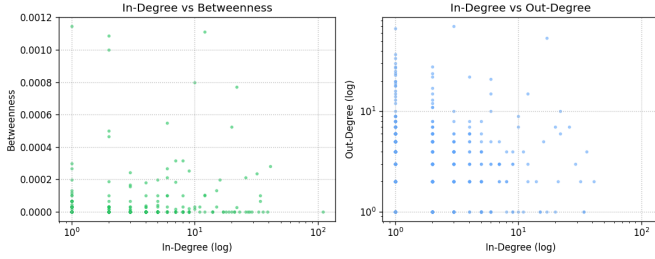 In-Degree vs Betweenness
0.0012
0.0010
0.0008
0.0006
0.0004
0.0002
0.0000
Betweenness
10⁰
10¹
10²
In-Degree (log)
In-Degree vs Out-Degree
10¹
10⁰
Out-Degree (log)
10⁰
10¹
10²
In-Degree (log)